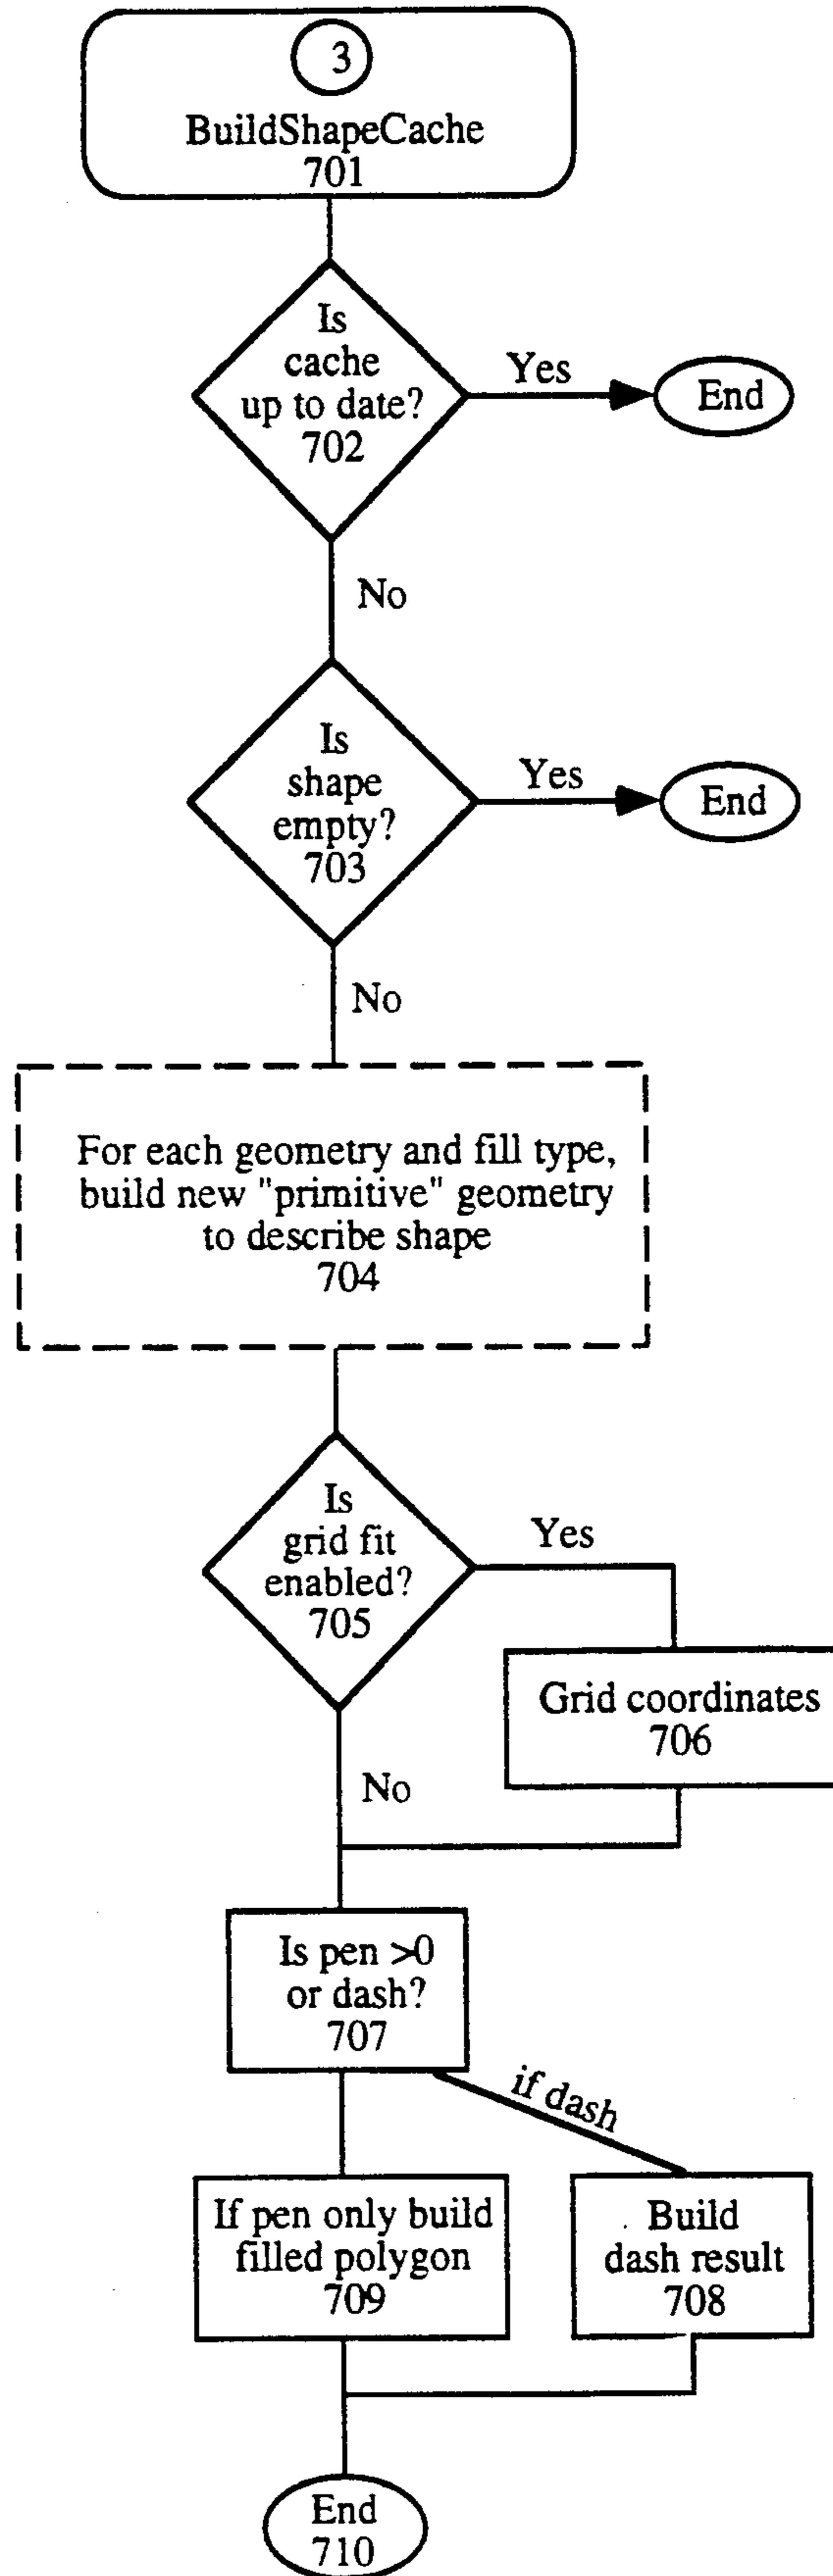 3
BuildShapeCache
701
Is
cache
up to date?
702
Yes
End
No
Is
shape
empty?
703
Yes
End
No
For each geometry and fill type,
build new "primitive" geometry
to describe shape
704
Is
grid fit
enabled?
705
Yes
Grid coordinates
706
No
Is pen >0
or dash?
707
if dash
If pen only build
filled polygon
709
Build
dash result
708
End
710